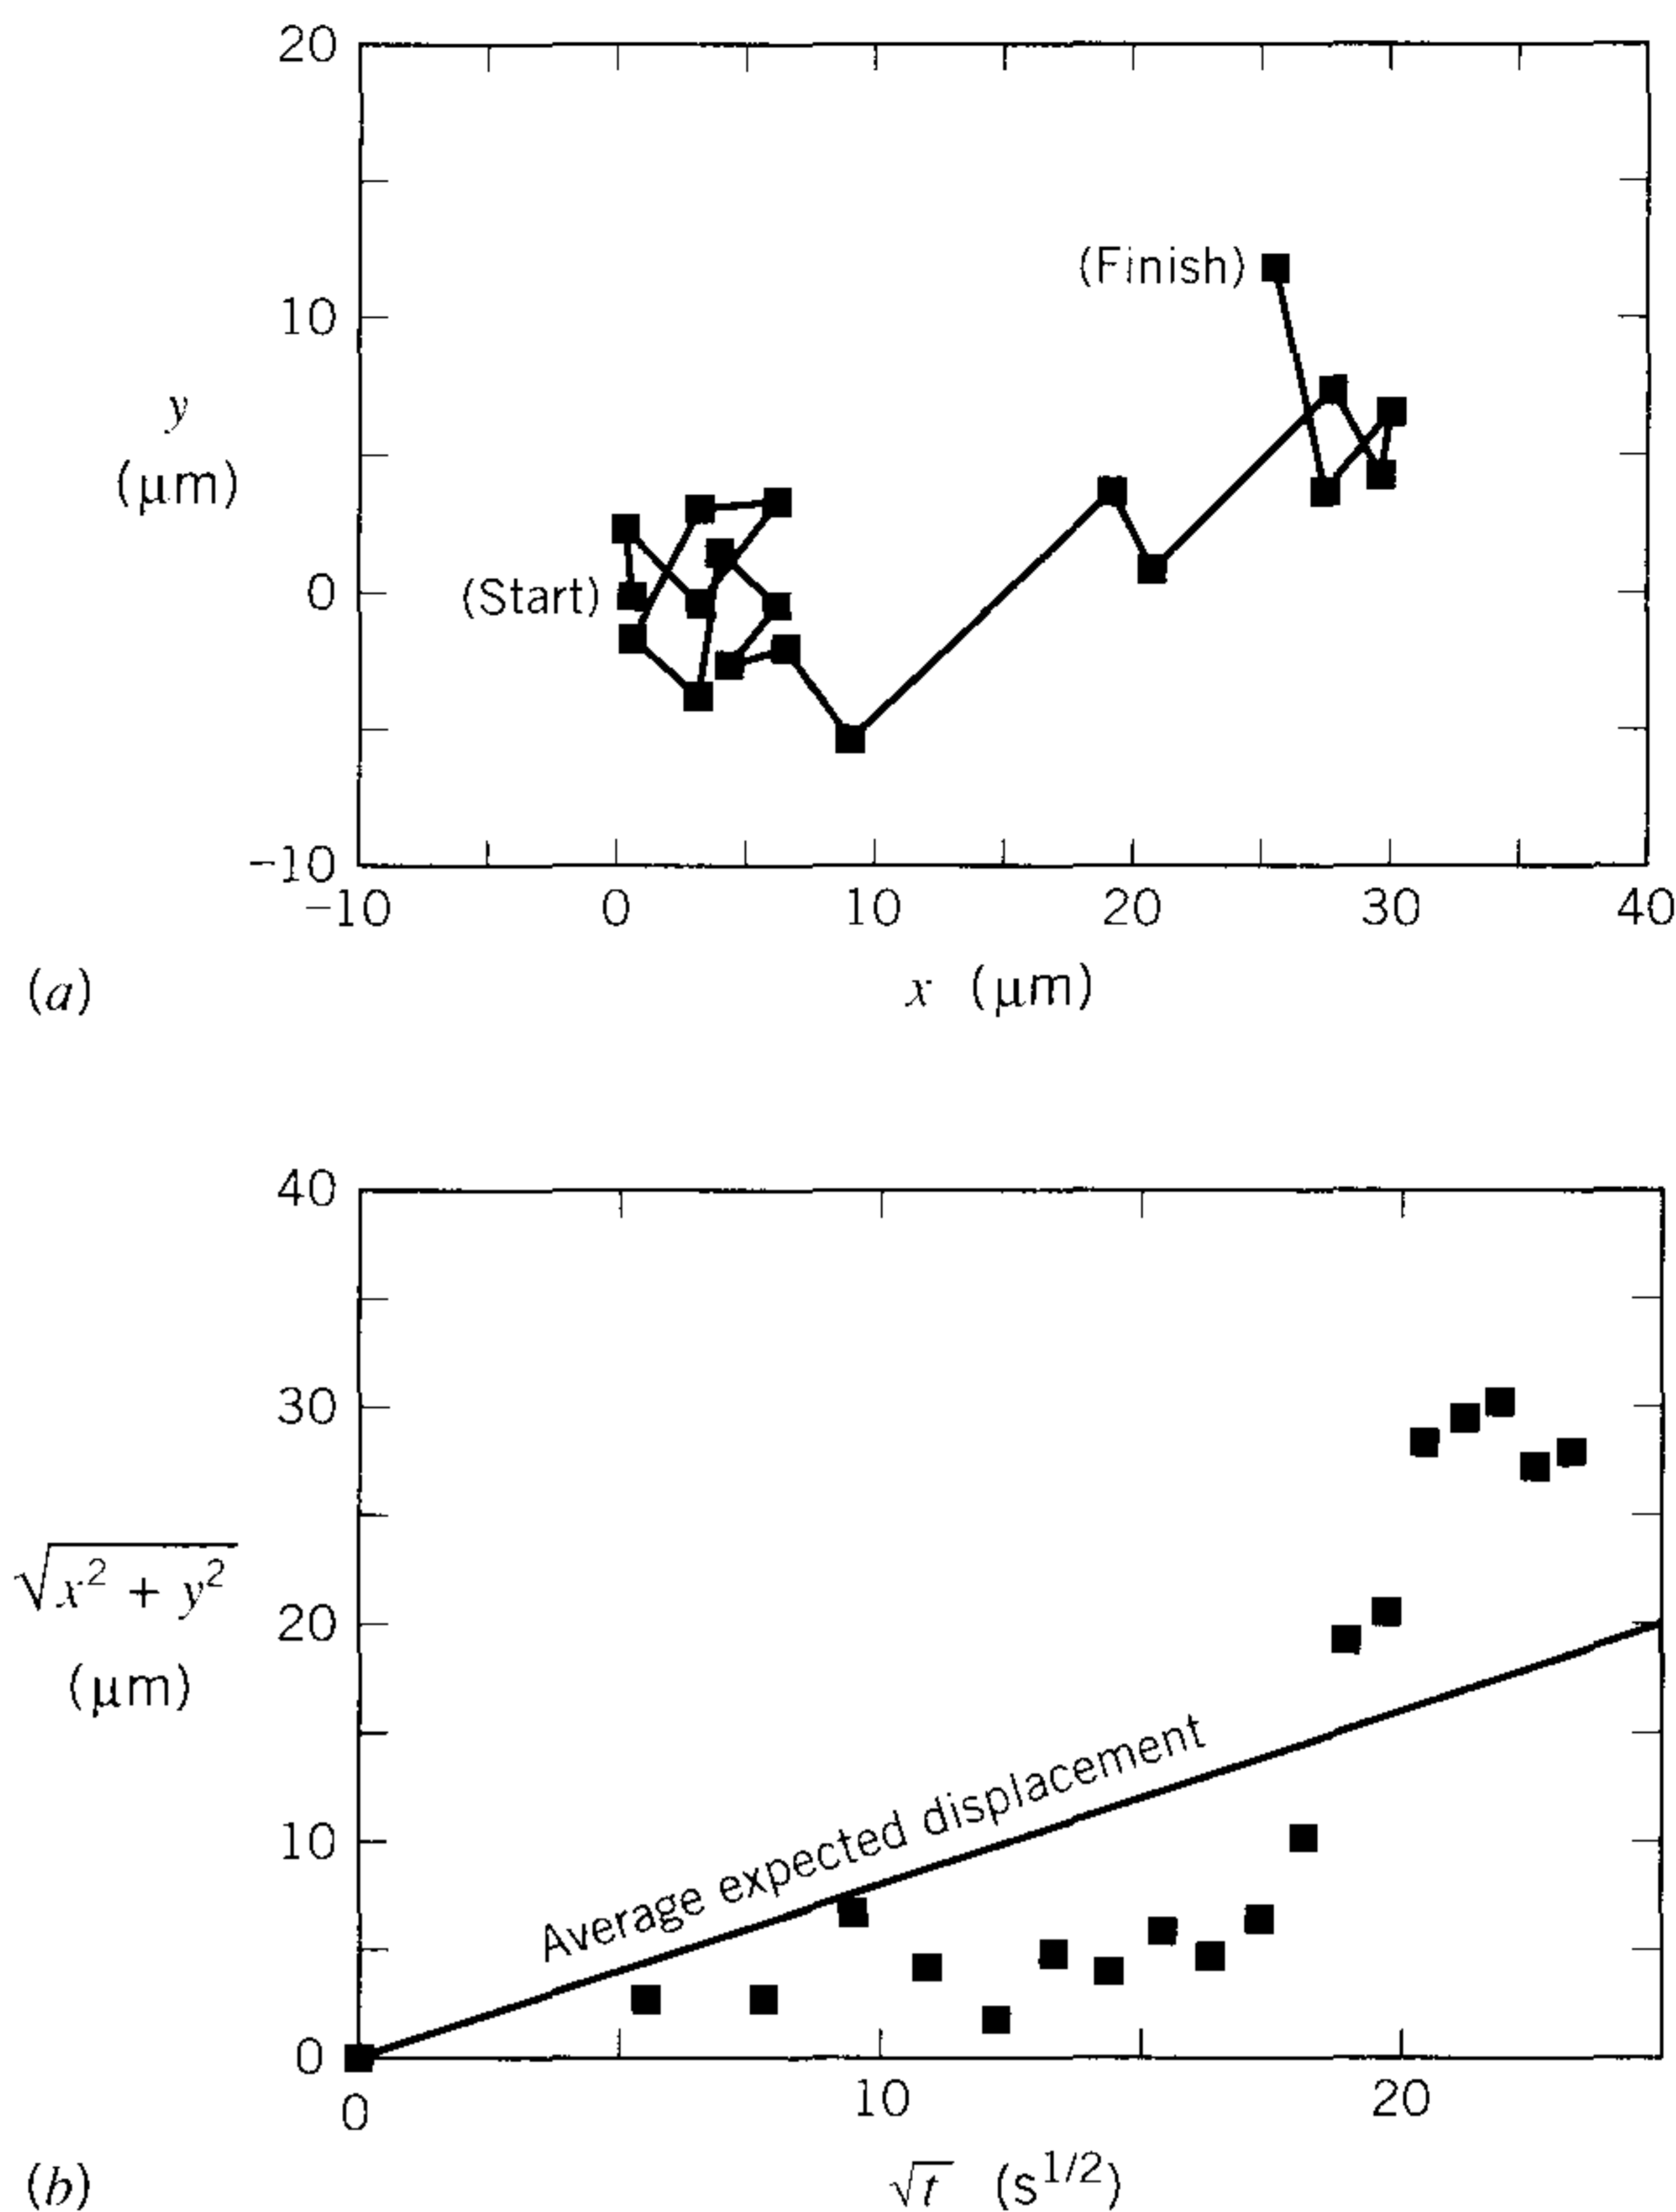 20
(Finish)
10
y
(μm)
0
(Start)
−10
−10 0 10 20 30 40
(a)
x (μm)
40
30
√x² + y²
20
(μm)
Average expected displacement
10
0
0 10 20
(b)
√t (s^1/2)